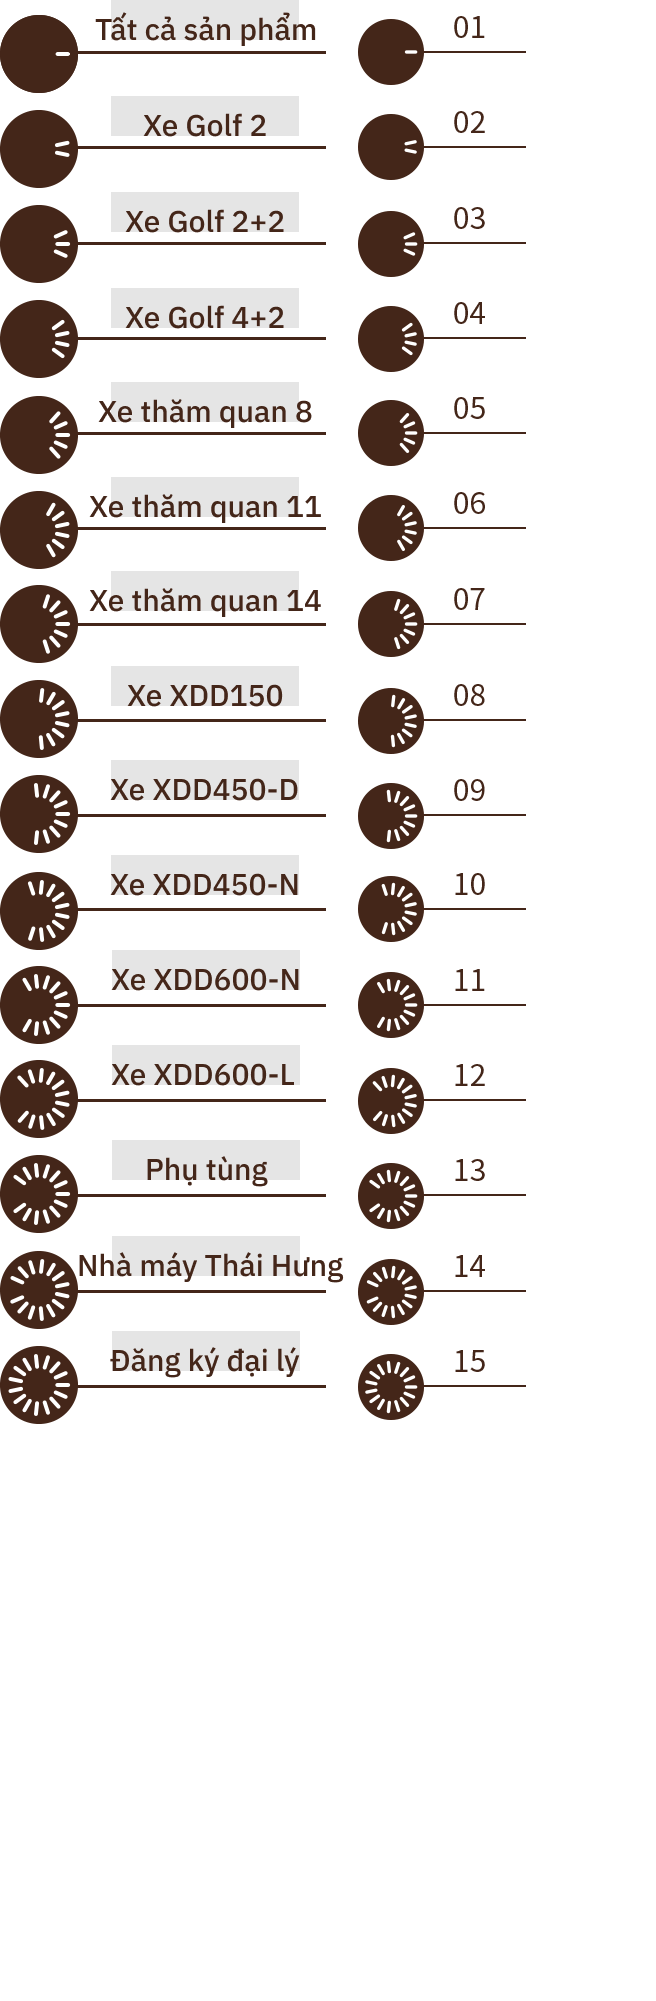 Tất cả sản phẩm 01
Xe Golf 2 02
Xe Golf 2+2 03
Xe Golf 4+2 04
Xe thăm quan 8 05
Xe thăm quan 11 06
Xe thăm quan 14 07
Xe XDD150 08
Xe XDD450-D 09
Xe XDD450-N 10
Xe XDD600-N 11
Xe XDD600-L 12
Phụ tùng 13
Nhà máy Thái Hưng 14
Đăng ký đại lý 15